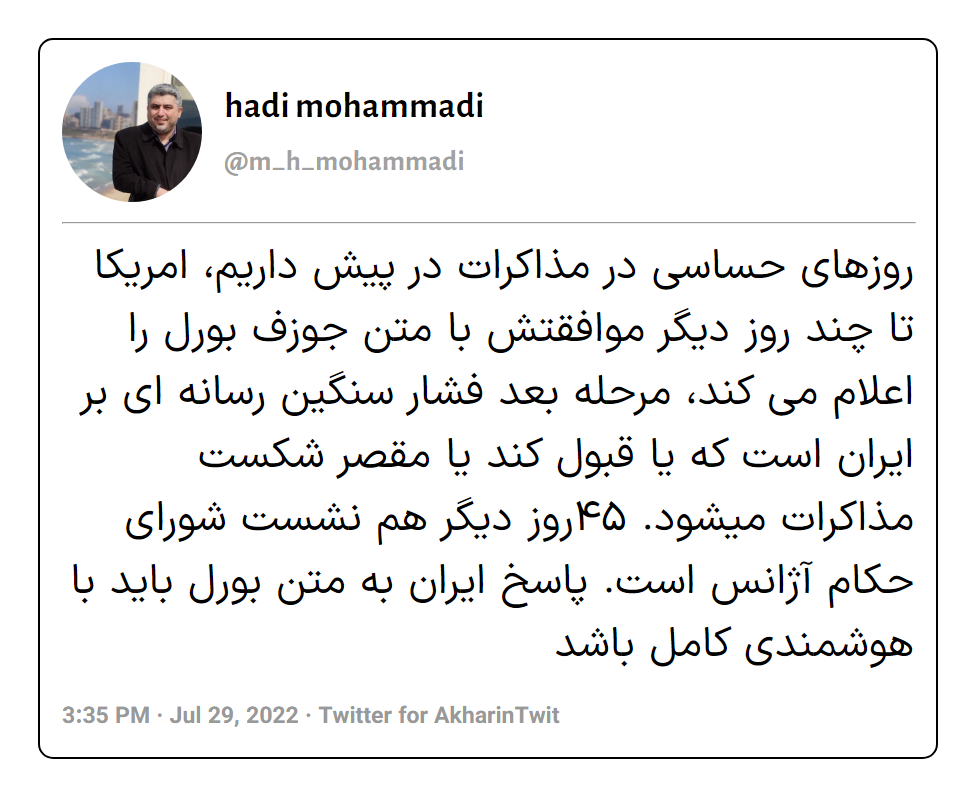 hadi mohammadi
@m_h_mohammadi
روزهای حساسی در مذاکرات در پیش داریم، امریکا
تا چند روز دیگر موافقتش با متن جوزف بورل را
اعلام می کند، مرحله بعد فشار سنگین رسانه ای بر
ایران است که یا قبول کند یا مقصر شکست
مذاکرات میشود. ۴۵روز دیگر هم نشست شورای
حکام آژانس است. پاسخ ایران به متن بورل باید با
هوشمندی کامل باشد
3:35 PM · Jul 29, 2022 · Twitter for AkharinTwit